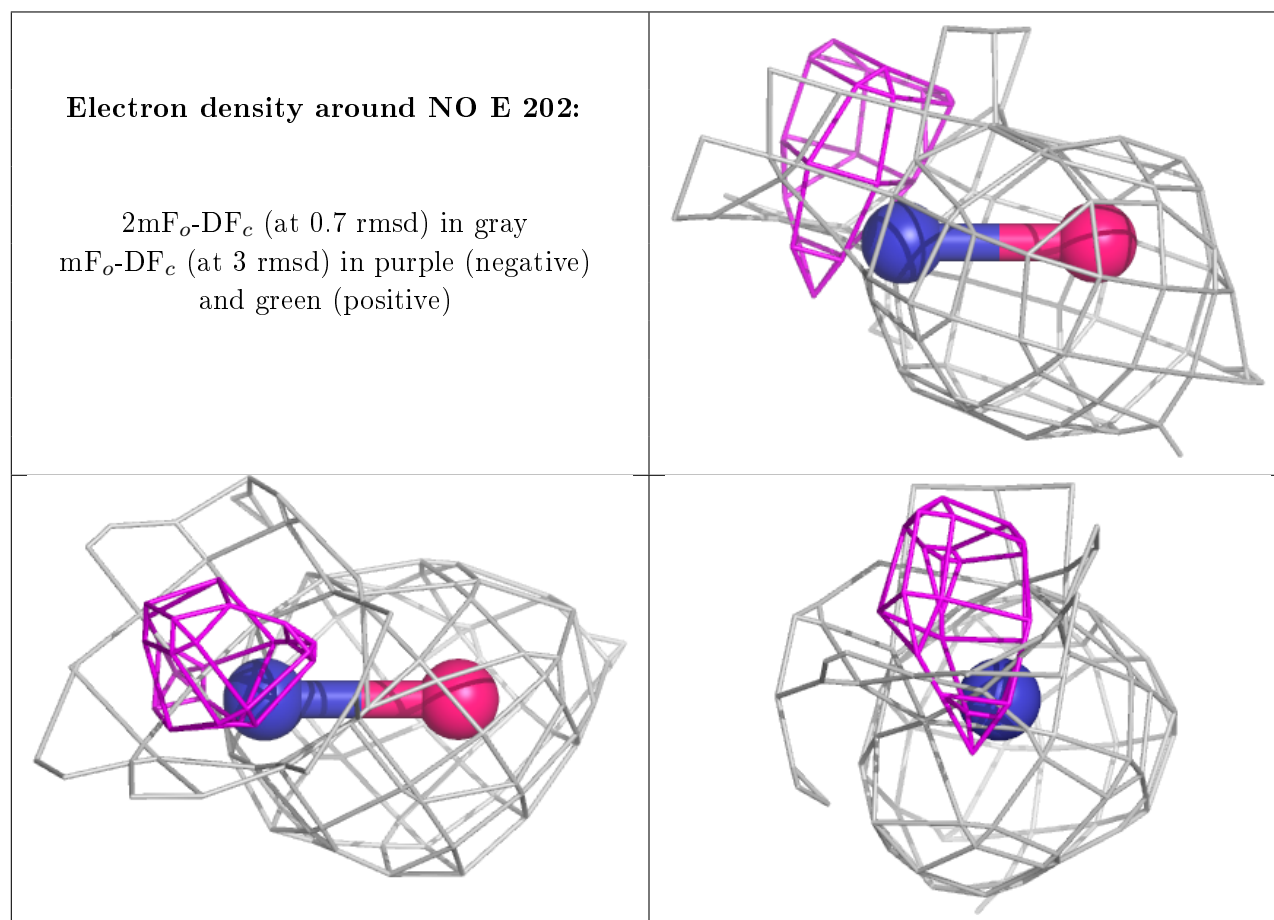 Electron density around NO E 202:
2mFo-DFc (at 0.7 rmsd) in gray
mFo-DFc (at 3 rmsd) in purple (negative)
and green (positive)